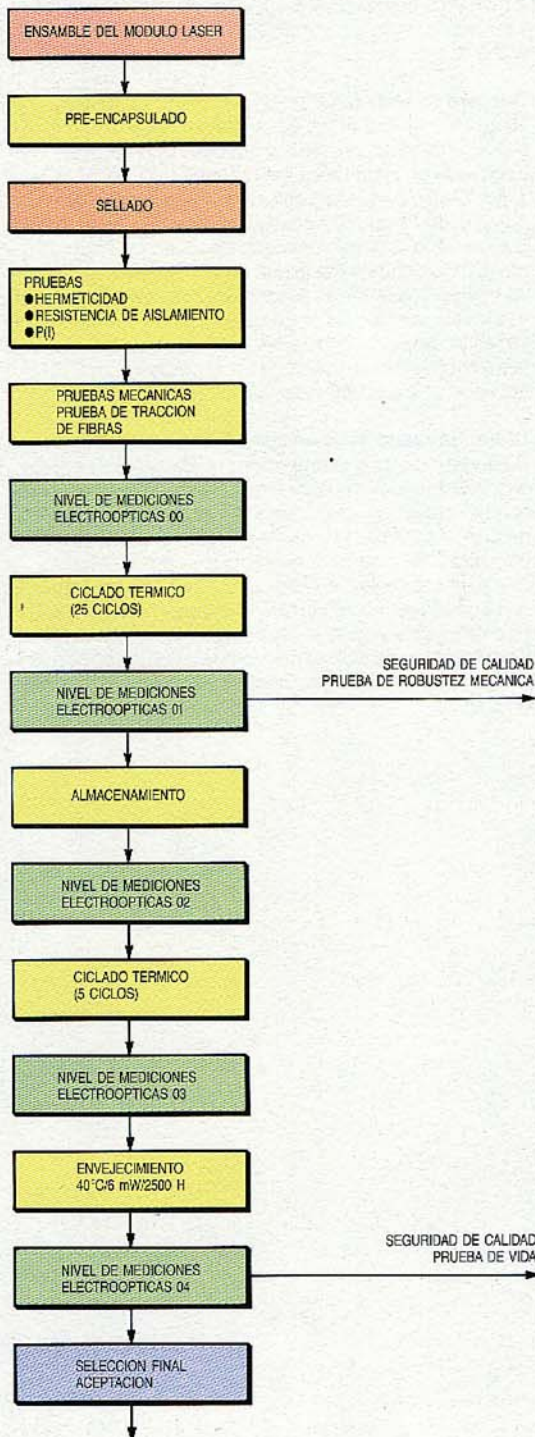 ENSAMBLE DEL MODULO LASER
PRE-ENCAPSULADO
SELLADO
PRUEBAS
●HERMETICIDAD
●RESISTENCIA DE AISLAMIENTO
●P(I)
PRUEBAS MECANICAS
PRUEBA DE TRACCION
DE FIBRAS
NIVEL DE MEDICIONES
ELECTROOPTICAS 00
CICLADO TERMICO
(25 CICLOS)
NIVEL DE MEDICIONES
ELECTROOPTICAS 01
SEGURIDAD DE CALIDAD
PRUEBA DE ROBUSTEZ MECANICA
ALMACENAMIENTO
NIVEL DE MEDICIONES
ELECTROOPTICAS 02
CICLADO TERMICO
(5 CICLOS)
NIVEL DE MEDICIONES
ELECTROOPTICAS 03
ENVEJECIMIENTO
40°C/6 mW/2500 H
NIVEL DE MEDICIONES
ELECTROOPTICAS 04
SEGURIDAD DE CALIDAD
PRUEBA DE VIDA
SELECCION FINAL
ACEPTACION